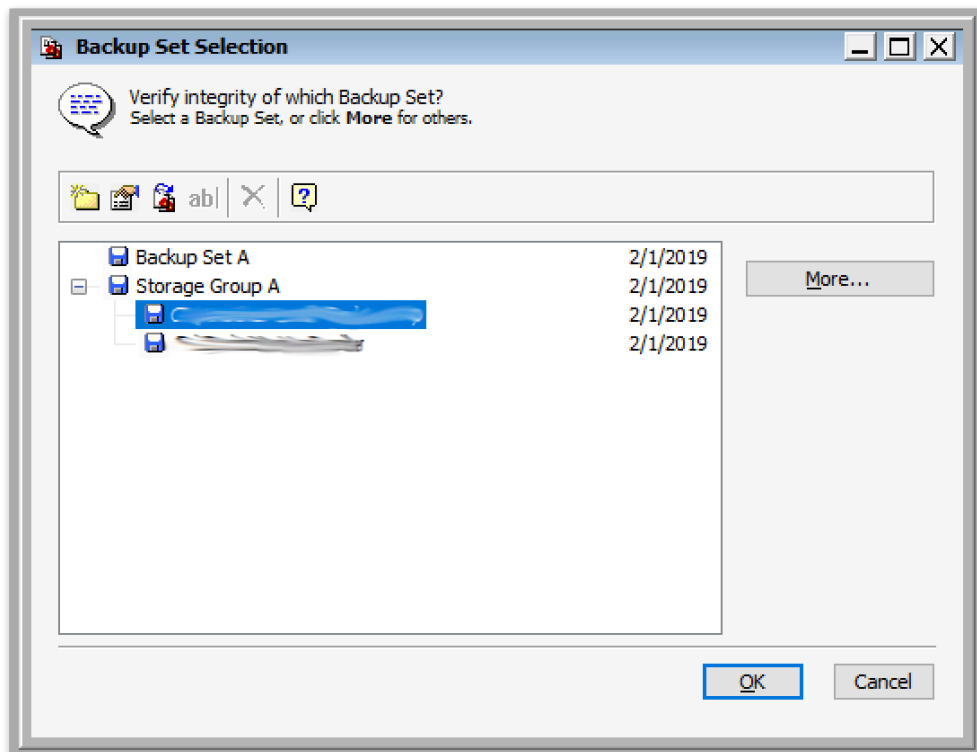 Backup Set Selection
Verify integrity of which Backup Set?
Select a Backup Set, or click More for others.
ab|
Backup Set A 2/1/2019
Storage Group A 2/1/2019
2/1/2019
2/1/2019
More...
OK Cancel